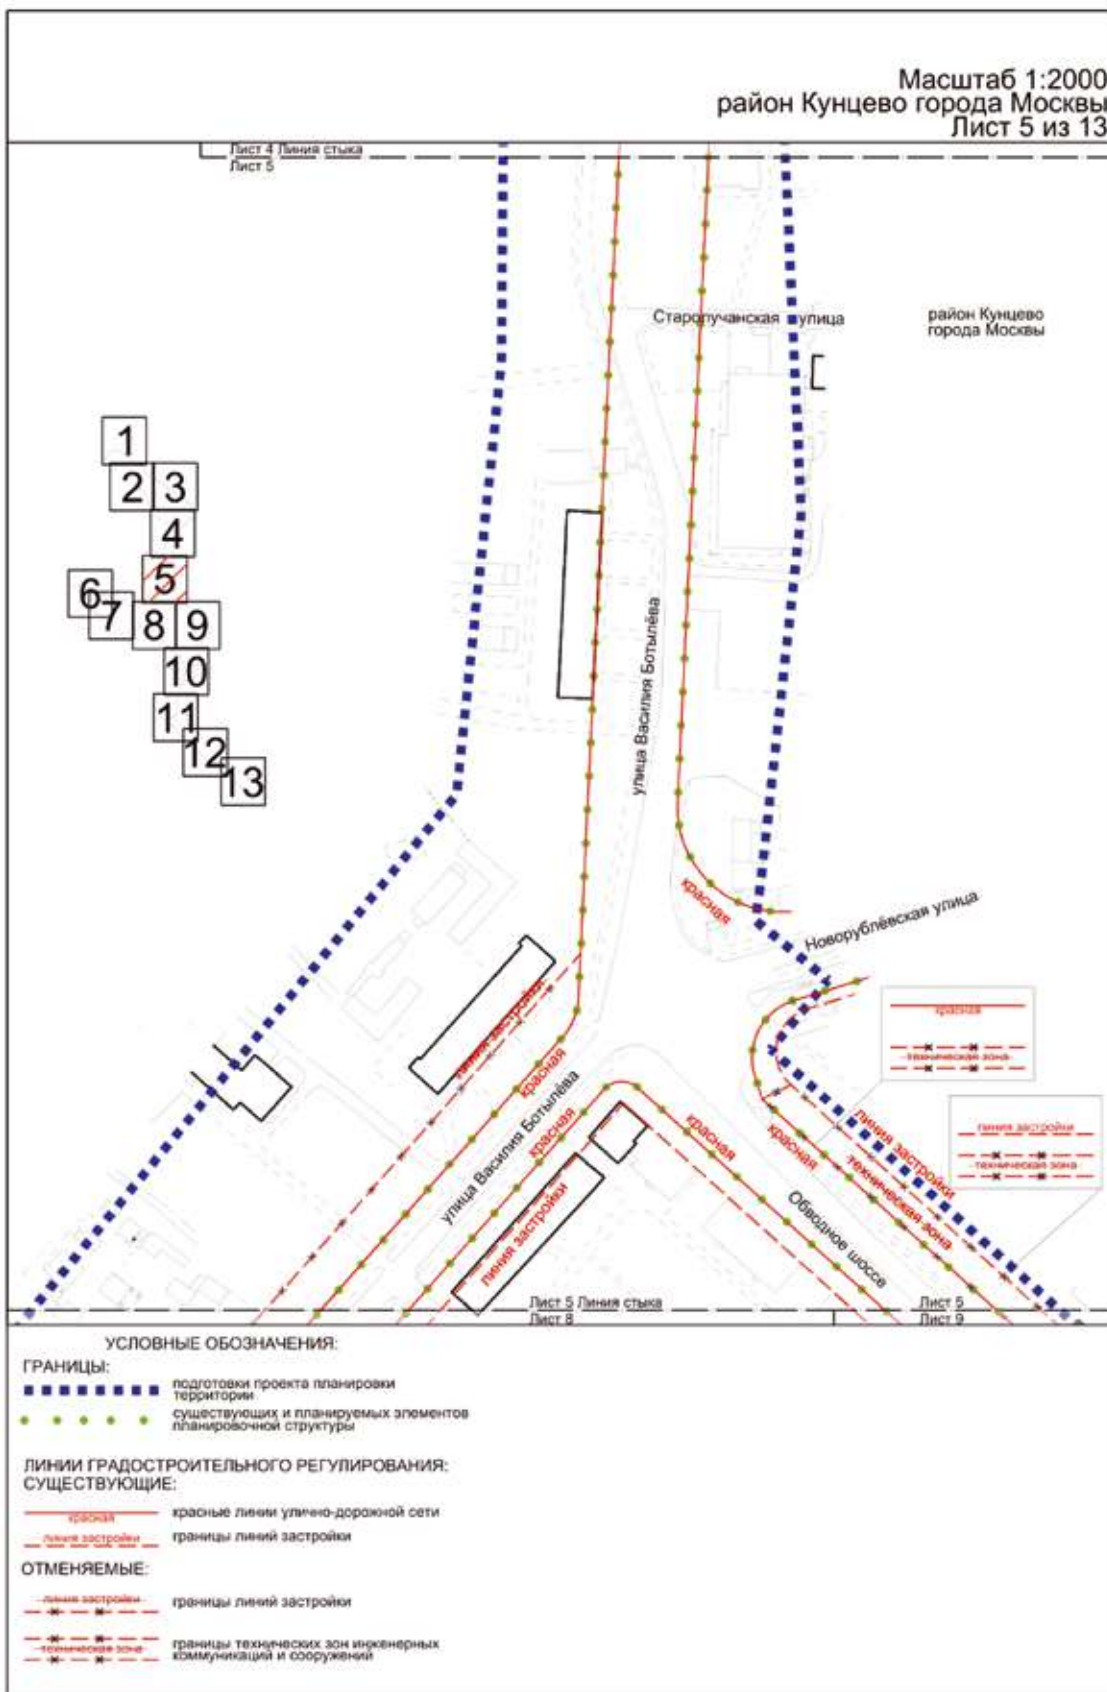 Масштаб 1:2000
район Кунцево города Москвы
Лист 5 из 13
Лист 4 Линия стыка
Лист 5
Старолучанская улица
район Кунцево
города Москвы
1
2
3
4
5
6
7
8
9
10
11
12
13
улица Василия Ботылёва
красная
Новорублёвская улица
линия застройки
красная
улица Василия Ботылёва
красная
линия застройки
красная
красная
техническая зона
линия застройки
Обводное шоссе
красная
техническая зона
линия застройки
техническая зона
Лист 5 Линия стыка
Лист 8
Лист 5
Лист 9
УСЛОВНЫЕ ОБОЗНАЧЕНИЯ:
ГРАНИЦЫ:
подготовки проекта планировки
территории
существующих и планируемых элементов
планировочной структуры
ЛИНИИ ГРАДОСТРОИТЕЛЬНОГО РЕГУЛИРОВАНИЯ:
СУЩЕСТВУЮЩИЕ:
красная
красные линии улично-дорожной сети
линия застройки
границы линий застройки
ОТМЕНЯЕМЫЕ:
линия застройки
границы линий застройки
техническая зона
границы технических зон инженерных
коммуникаций и сооружений